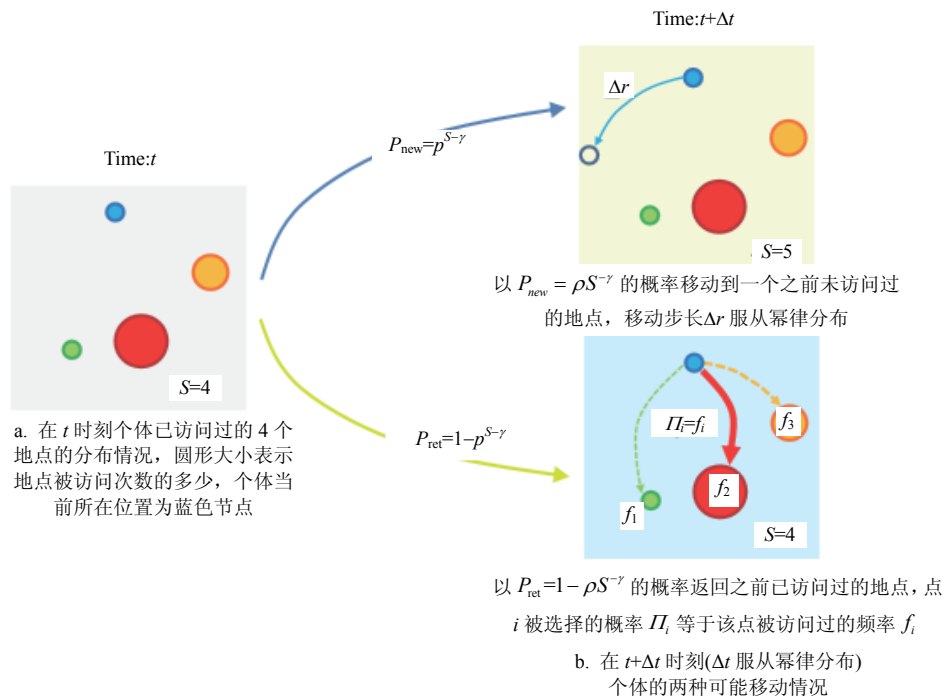 Time:t
S=4
a. 在 t 时刻个体已访问过的 4 个
地点的分布情况，圆形大小表示
地点被访问次数的多少，个体当
前所在位置为蓝色节点
P_new=p^{S−γ}
P_ret=1−p^{S−γ}
Time:t+Δt
Δr
S=5
以 P_new = ρS^{−γ} 的概率移动到一个之前未访问过
的地点，移动步长Δr 服从幂律分布
Π_i=f_i
f_3
f_2
f_1
S=4
以 P_ret=1−ρS^{−γ} 的概率返回之前已访问过的地点，点
i 被选择的概率 Π_i 等于该点被访问过的频率 f_i
b. 在 t+Δt 时刻(Δt 服从幂律分布)
个体的两种可能移动情况